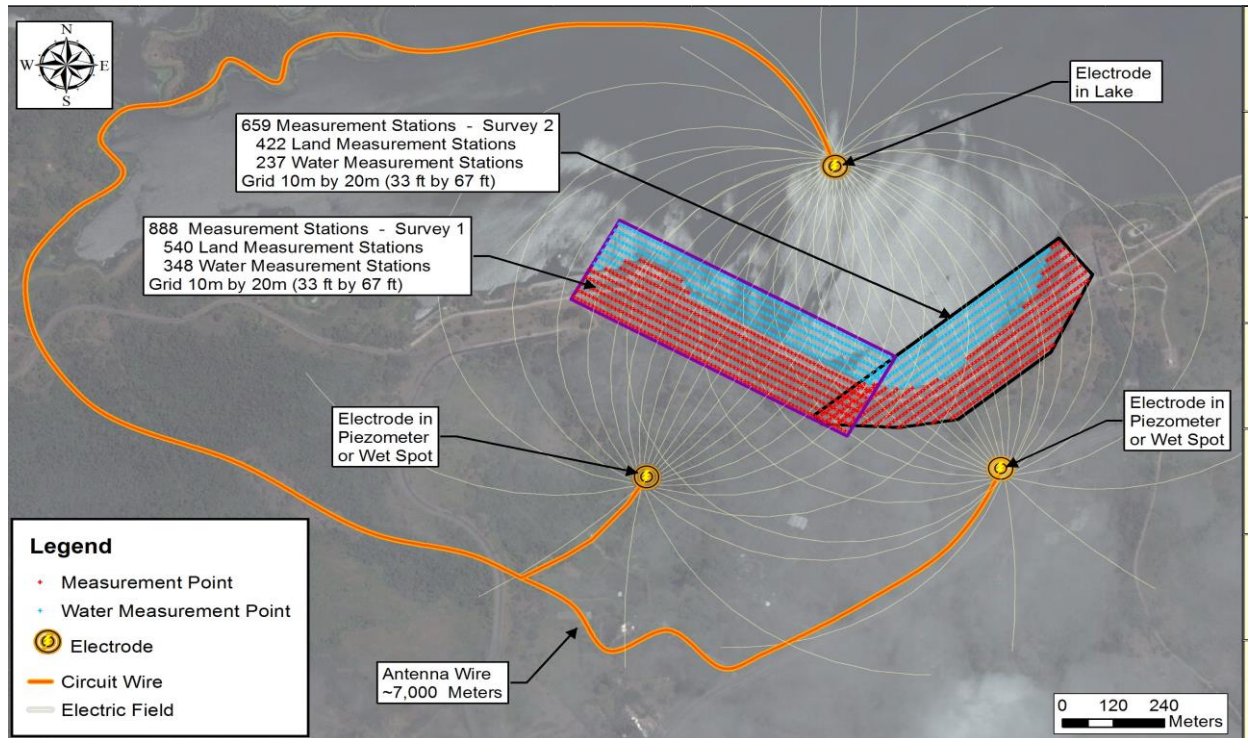 N
W E
S
Electrode
in Lake
659 Measurement Stations - Survey 2
422 Land Measurement Stations
237 Water Measurement Stations
Grid 10m by 20m (33 ft by 67 ft)
888 Measurement Stations - Survey 1
540 Land Measurement Stations
348 Water Measurement Stations
Grid 10m by 20m (33 ft by 67 ft)
Electrode in
Piezometer
or Wet Spot
Electrode in
Piezometer
or Wet Spot
Legend
Measurement Point
Water Measurement Point
Electrode
Circuit Wire
Electric Field
Antenna Wire
~7,000 Meters
0 120 240
Meters